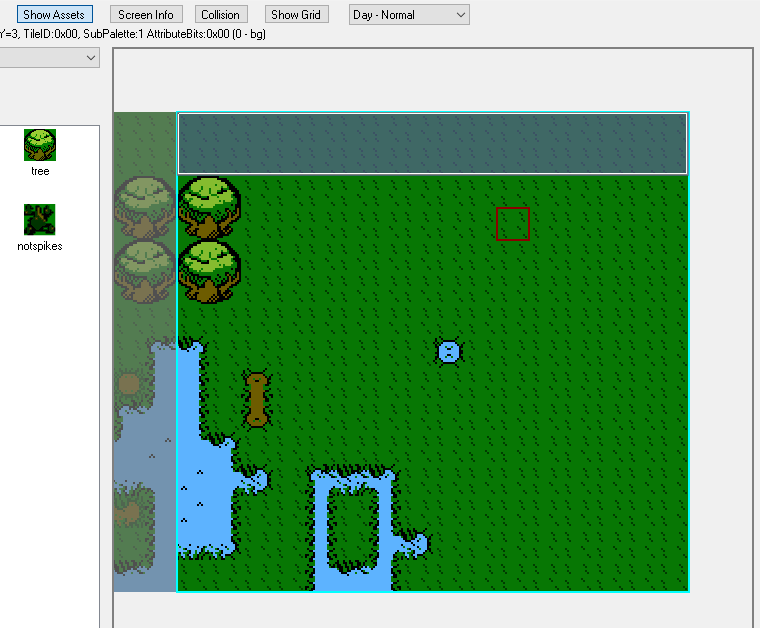 Show Assets Screen Info Collision Show Grid Day - Normal
Y=3, TileID:0x00, SubPalette:1 AttributeBits:0x00 (0 - bg)
tree
notspikes